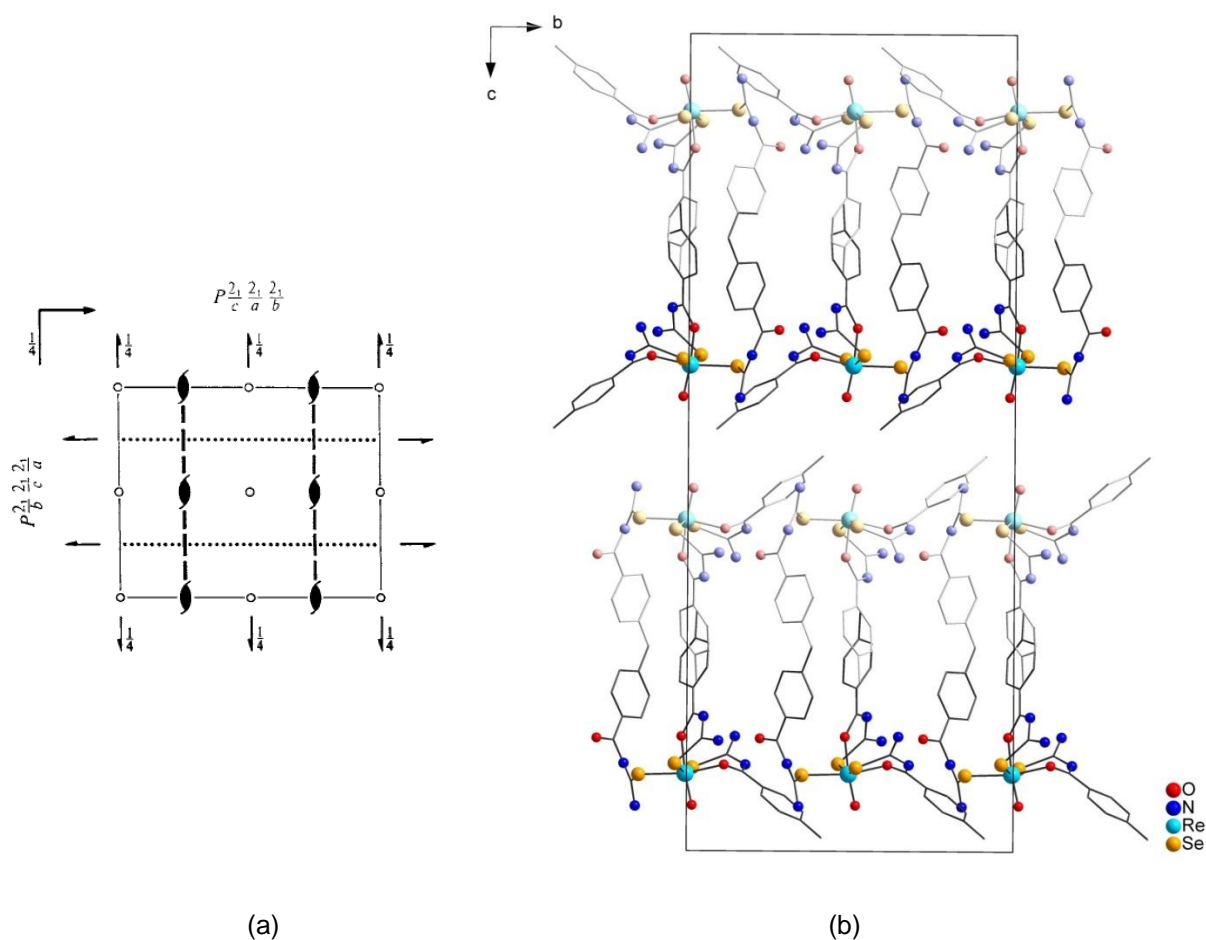 b
c
P 2₁/c 2₁/a 2₁/b
1/4
1/4 1/4 1/4
P 2₁/b 2₁/c 2₁/a
1/4 1/4 1/4
O
N
Re
Se
(a) (b)